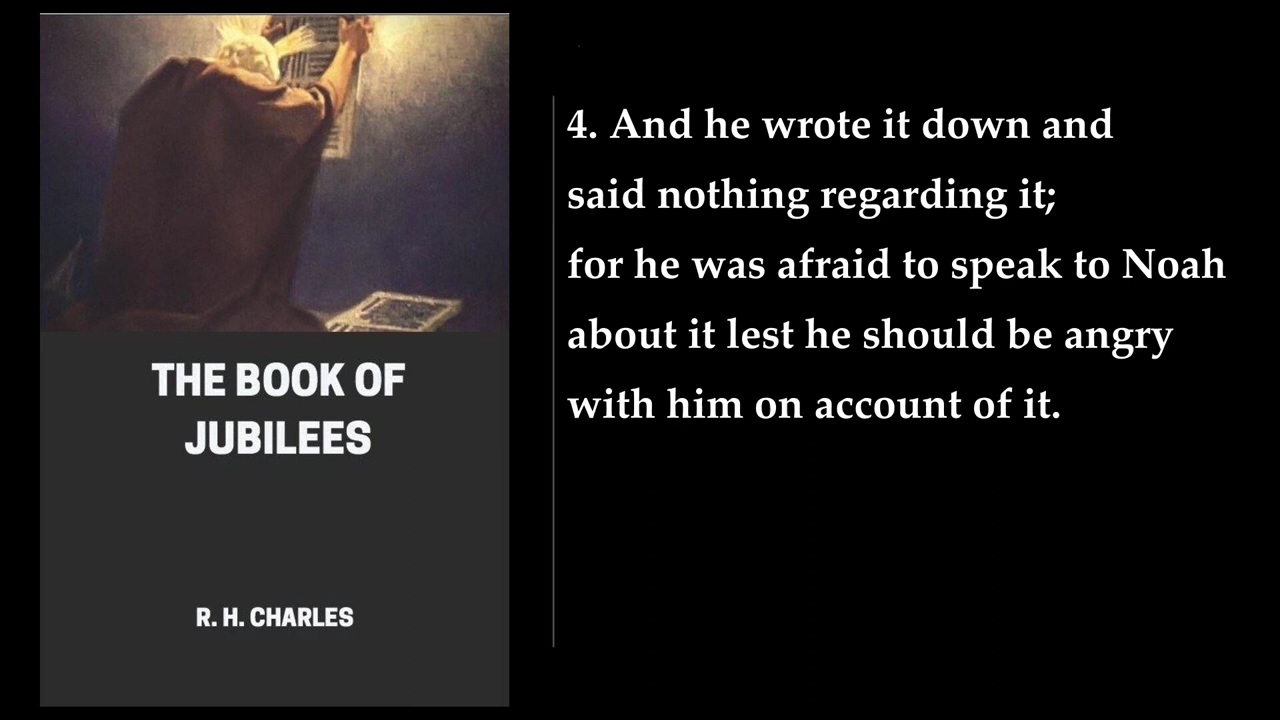 THE BOOK OF
JUBILEES
R. H. CHARLES
4. And he wrote it down and
said nothing regarding it;
for he was afraid to speak to Noah
about it lest he should be angry
with him on account of it.